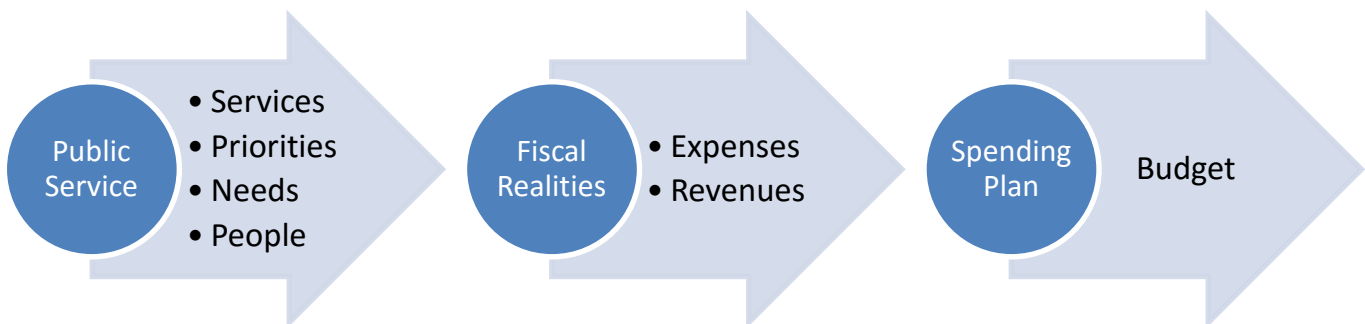 Public
Service
• Services
• Priorities
• Needs
• People
Fiscal
Realities
• Expenses
• Revenues
Spending
Plan
Budget